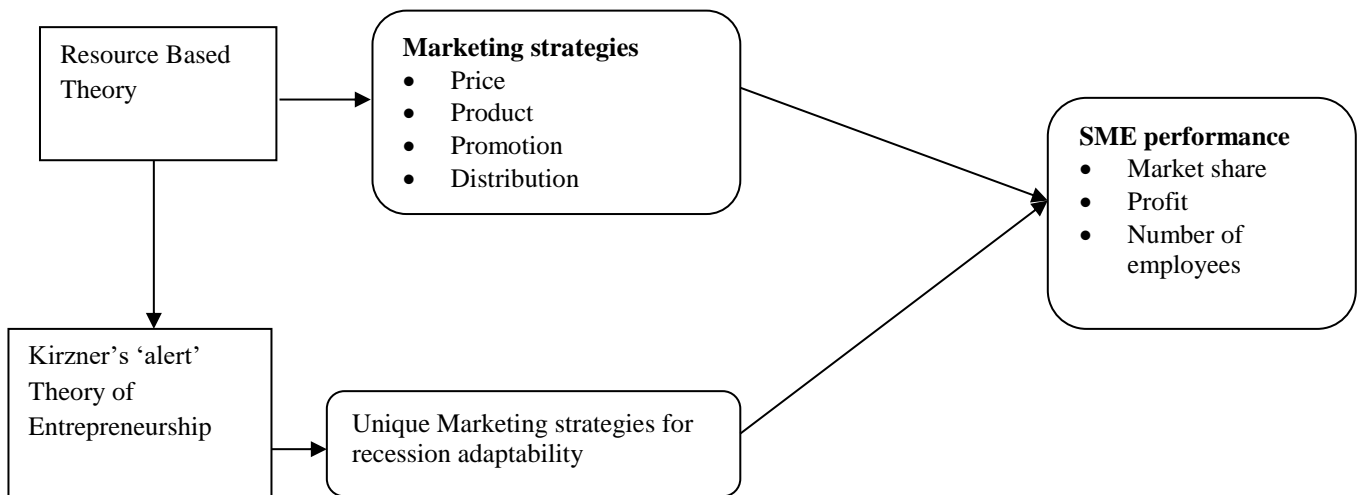 Resource Based
Theory
Marketing strategies
• Price
• Product
• Promotion
• Distribution
SME performance
• Market share
• Profit
• Number of
employees
Kirzner’s ‘alert’
Theory of
Entrepreneurship
Unique Marketing strategies for
recession adaptability